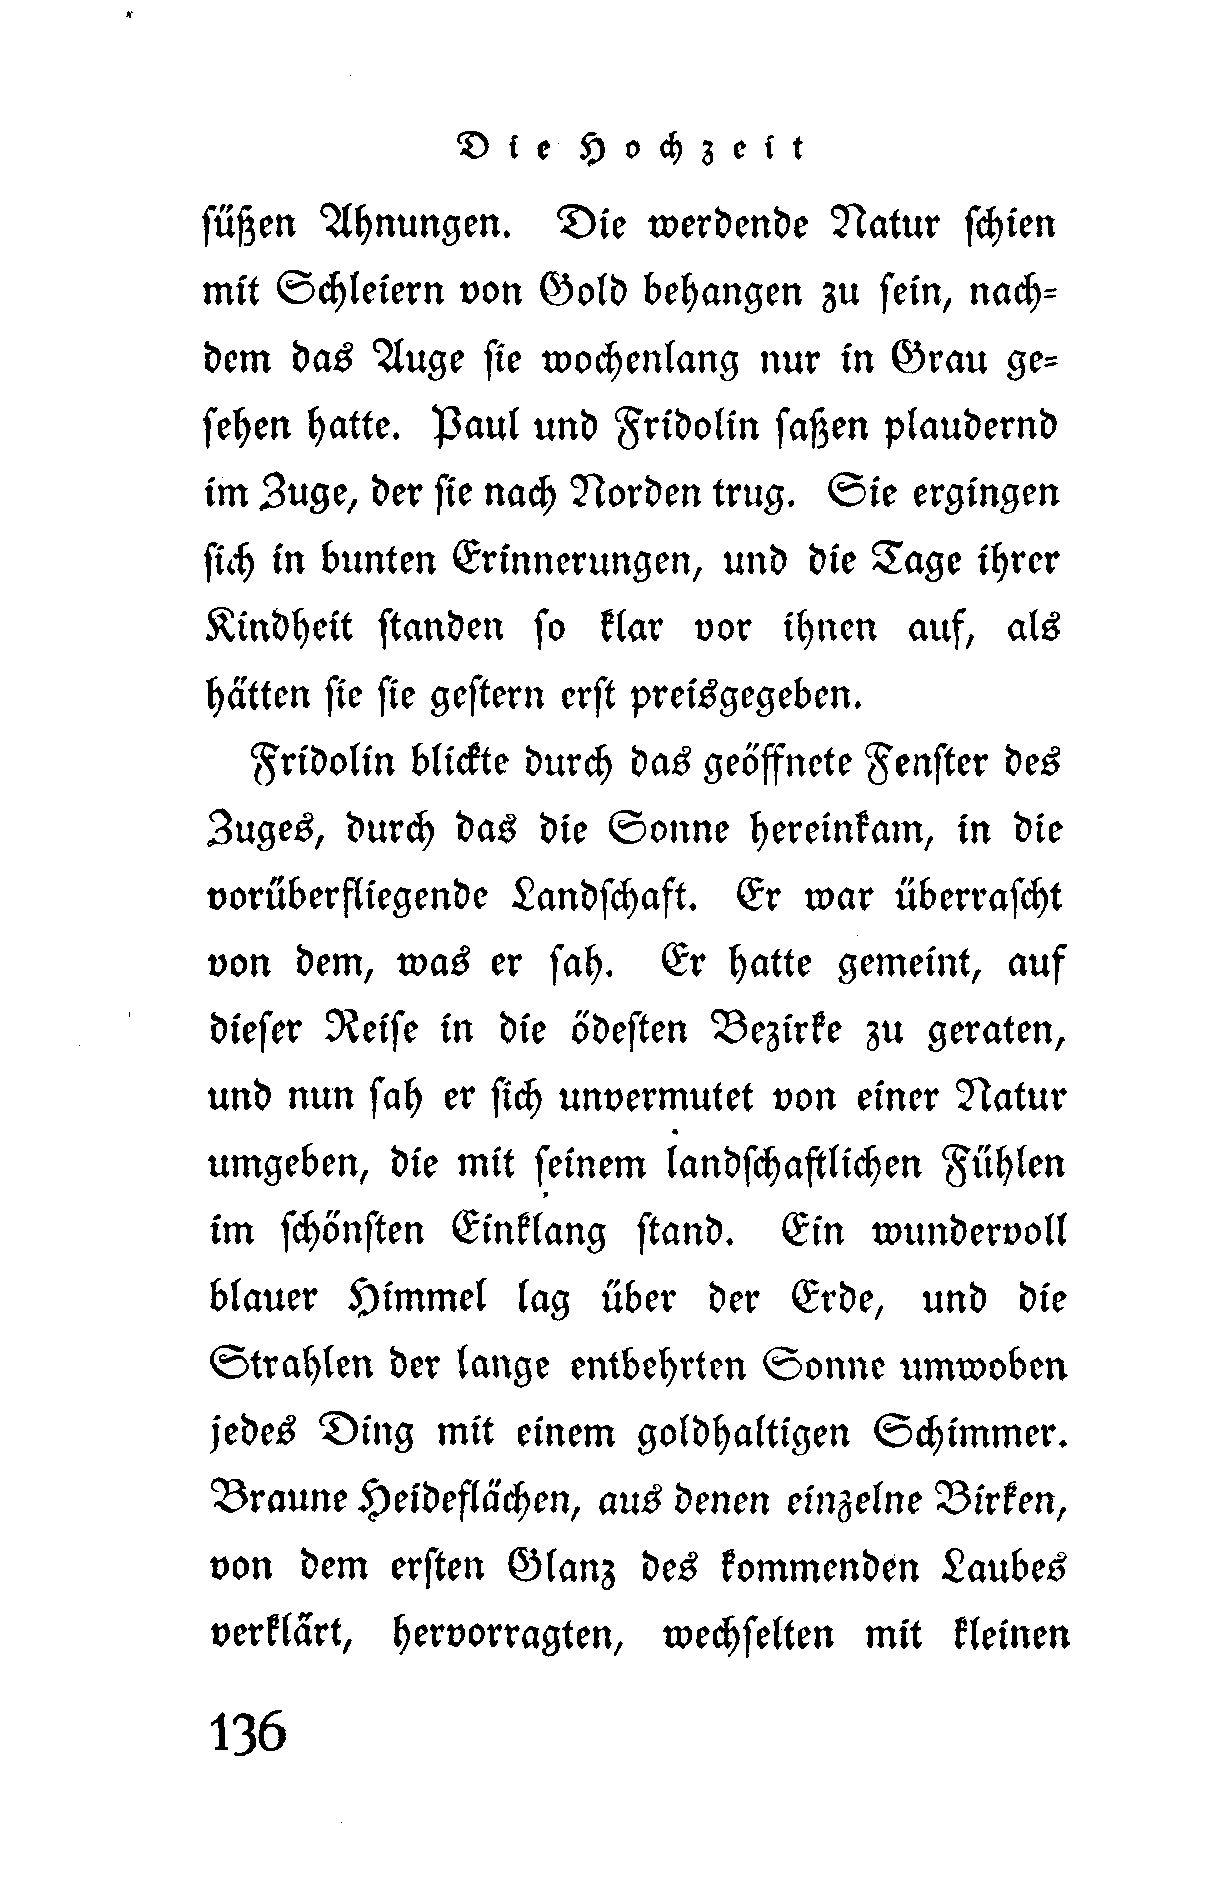 Die Hochzeit
süßen Ahnungen. Die werdende Natur schien
mit Schleiern von Gold behangen zu sein, nach-
dem das Auge sie wochenlang nur in Grau ge-
sehen hatte. Paul und Fridolin saßen plaudernd
im Zuge, der sie nach Norden trug. Sie ergingen
sich in bunten Erinnerungen, und die Tage ihrer
Kindheit standen so klar vor ihnen auf, als
hätten sie sie gestern erst preisgegeben.
Fridolin blickte durch das geöffnete Fenster des
Zuges, durch das die Sonne hereinkam, in die
vorüberfliegende Landschaft. Er war überrascht
von dem, was er sah. Er hatte gemeint, auf
dieser Reise in die ödesten Bezirke zu geraten,
und nun sah er sich unvermutet von einer Natur
umgeben, die mit seinem landschaftlichen Fühlen
im schönsten Einklang stand. Ein wundervoll
blauer Himmel lag über der Erde, und die
Strahlen der lange entbehrten Sonne umwoben
jedes Ding mit einem goldhaltigen Schimmer.
Braune Heideflächen, aus denen einzelne Birken,
von dem ersten Glanz des kommenden Laubes
verklärt, hervorragten, wechselten mit kleinen
136